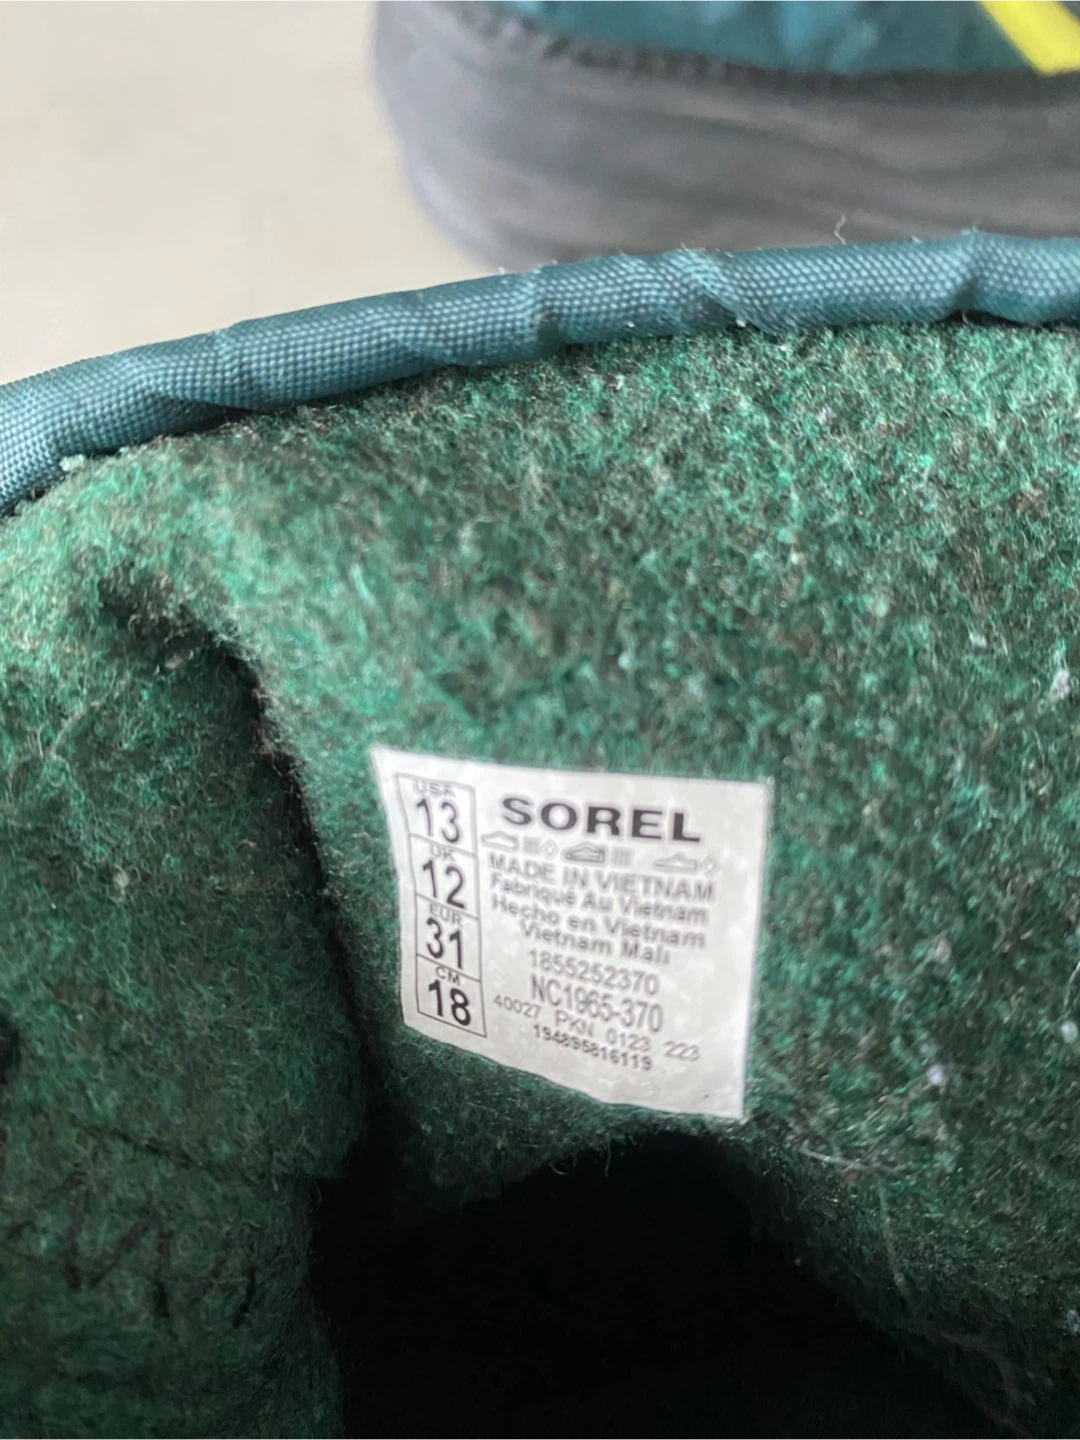 USA
13
UK
12
EUR
31
CM
18
SOREL
MADE IN VIETNAM
Fabriqué Au Vietnam
Hecho en Vietnam
Vietnam Malı
1855252370
NC1965-370
40027 PKN 0123 223
194895816119